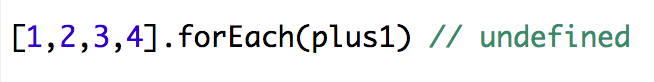 [1,2,3,4].forEach(plus1) // undefined